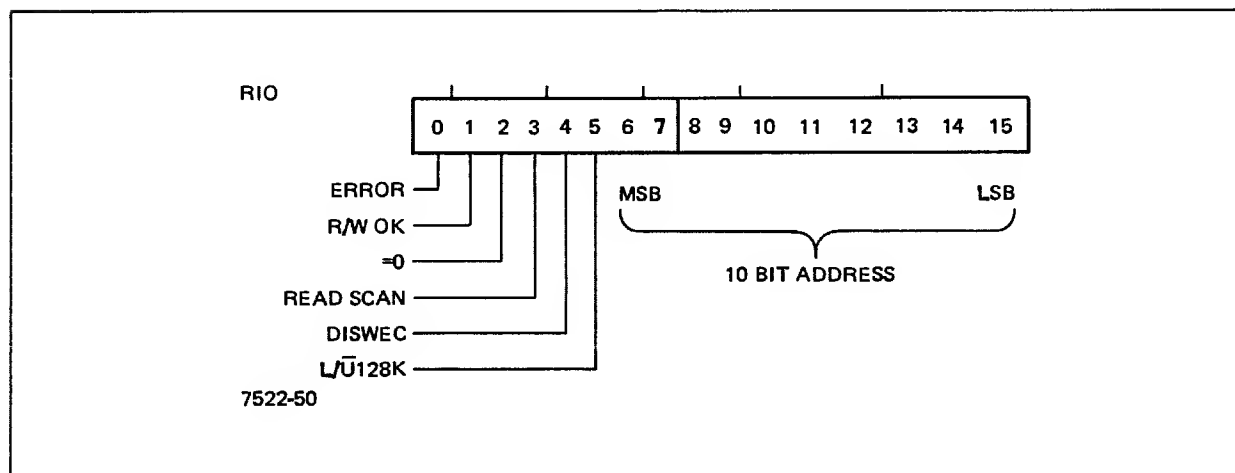 RIO
0 1 2 3 4 5 6 7 8 9 10 11 12 13 14 15
ERROR
MSB LSB
R/W OK
=0
10 BIT ADDRESS
READ SCAN
DISWEC
L/U̅128K
7522-50